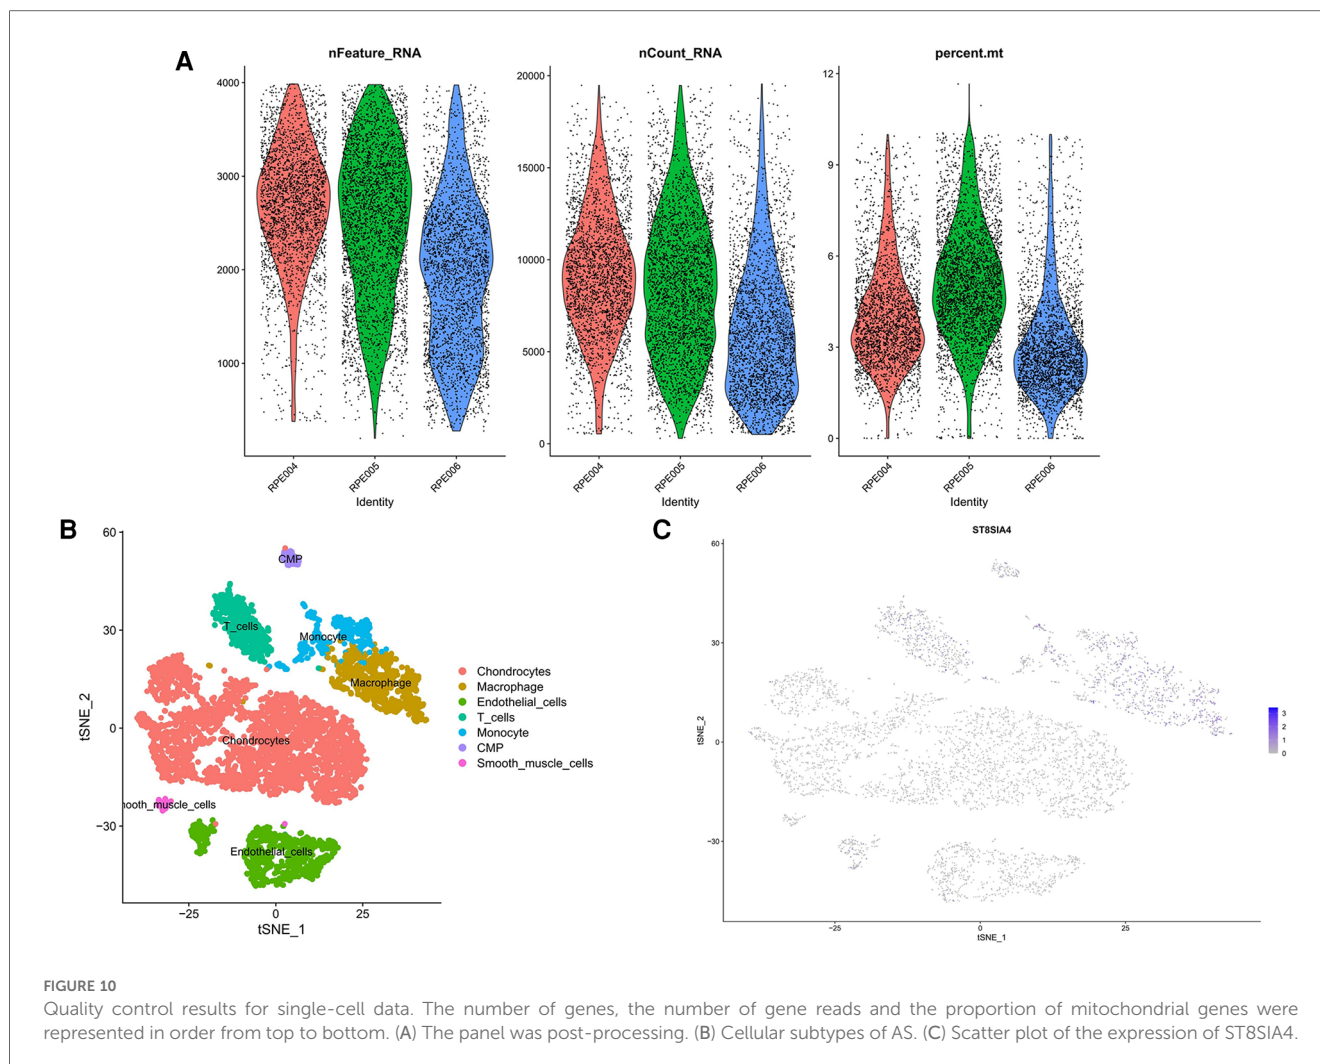 A
nFeature_RNA
nCount_RNA
percent.mt
4000
3000
2000
1000
RPE004
RPE005
RPE006
Identity
20000
15000
10000
5000
0
RPE004
RPE005
RPE006
Identity
12
9
6
3
0
RPE004
RPE005
RPE006
Identity
B
60
30
0
−30
tSNE_2
CMP
T_cells
Monocyte
Macrophage
Chondrocytes
nooth_muscle_cells
Endothelial_cells
−25
0
25
tSNE_1
Chondrocytes
Macrophage
Endothelial_cells
T_cells
Monocyte
CMP
Smooth_muscle_cells
C
ST8SIA4
60
30
0
−30
tSNE_2
−25
0
25
tSNE_1
3
2
1
0
FIGURE 10
Quality control results for single-cell data. The number of genes, the number of gene reads and the proportion of mitochondrial genes were
represented in order from top to bottom. (A) The panel was post-processing. (B) Cellular subtypes of AS. (C) Scatter plot of the expression of ST8SIA4.